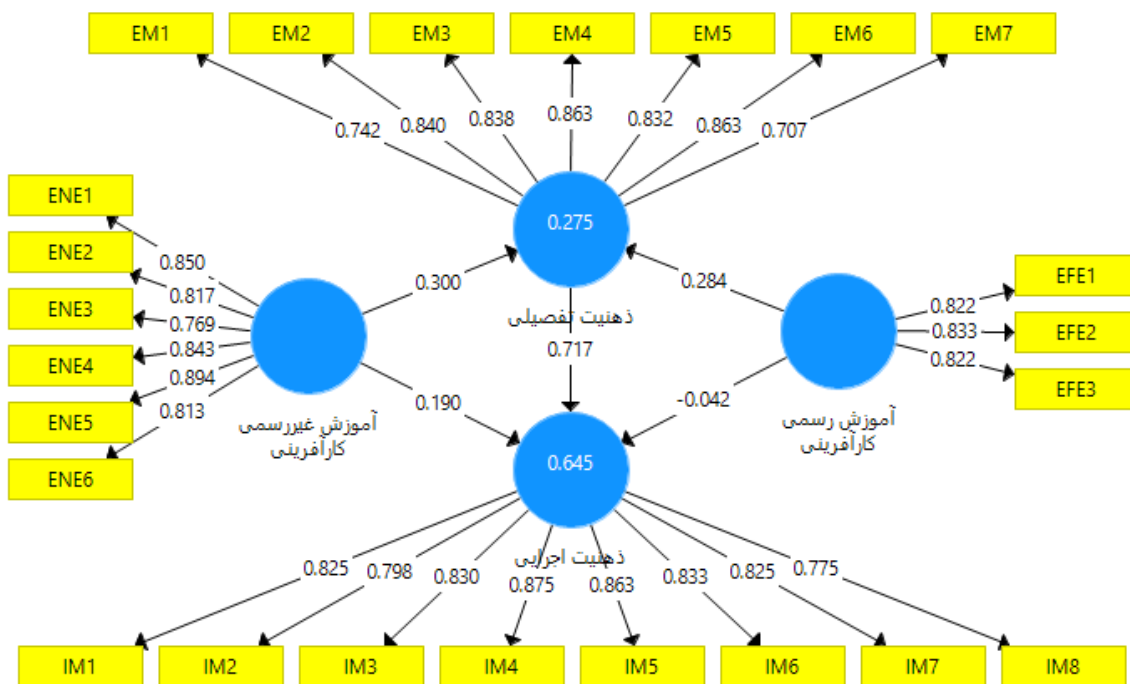 EM1 EM2 EM3 EM4 EM5 EM6 EM7
0.742 0.840 0.838 0.863 0.832 0.863 0.707
ENE1
ENE2
ENE3
ENE4
ENE5
ENE6
0.850
0.817
0.769
0.843
0.894
0.813
0.275
ذهنیت تفصیلی
0.300
0.284
0.717
0.190
-0.042
آموزش غیررسمی
کارآفرینی
آموزش رسمی
کارآفرینی
0.822
0.833
0.822
EFE1
EFE2
EFE3
0.645
ذهنیت اجرایی
0.825 0.798 0.830 0.875 0.863 0.833 0.825 0.775
IM1 IM2 IM3 IM4 IM5 IM6 IM7 IM8